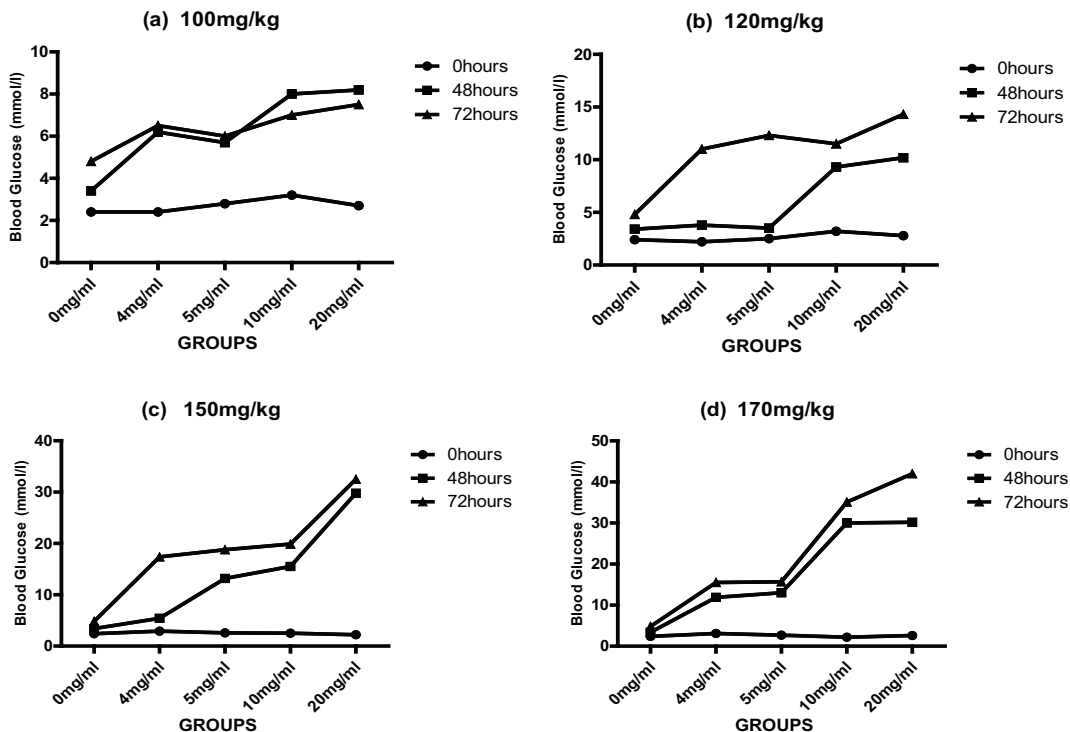 (a) 100mg/kg
Blood Glucose (mmol/l)
10
8
6
4
2
0
0mg/ml
4mg/ml
5mg/ml
10mg/ml
20mg/ml
GROUPS
0hours
48hours
72hours
(b) 120mg/kg
Blood Glucose (mmol/l)
20
15
10
5
0
0mg/ml
4mg/ml
5mg/ml
10mg/ml
20mg/ml
GROUPS
0hours
48hours
72hours
(c) 150mg/kg
Blood Glucose (mmol/l)
40
30
20
10
0
0mg/ml
4mg/ml
5mg/ml
10mg/ml
20mg/ml
GROUPS
0hours
48hours
72hours
(d) 170mg/kg
Blood Glucose (mmol/l)
50
40
30
20
10
0
0mg/ml
4mg/ml
5mg/ml
10mg/ml
20mg/ml
GROUPS
0hours
48hours
72hours